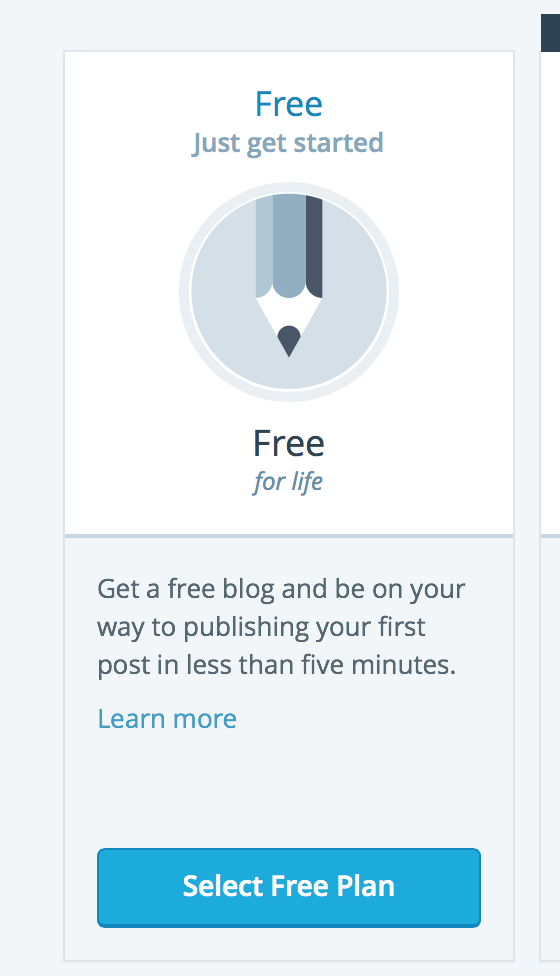 Free
Just get started
Free
for life
Get a free blog and be on your
way to publishing your first
post in less than five minutes.
Learn more
Select Free Plan